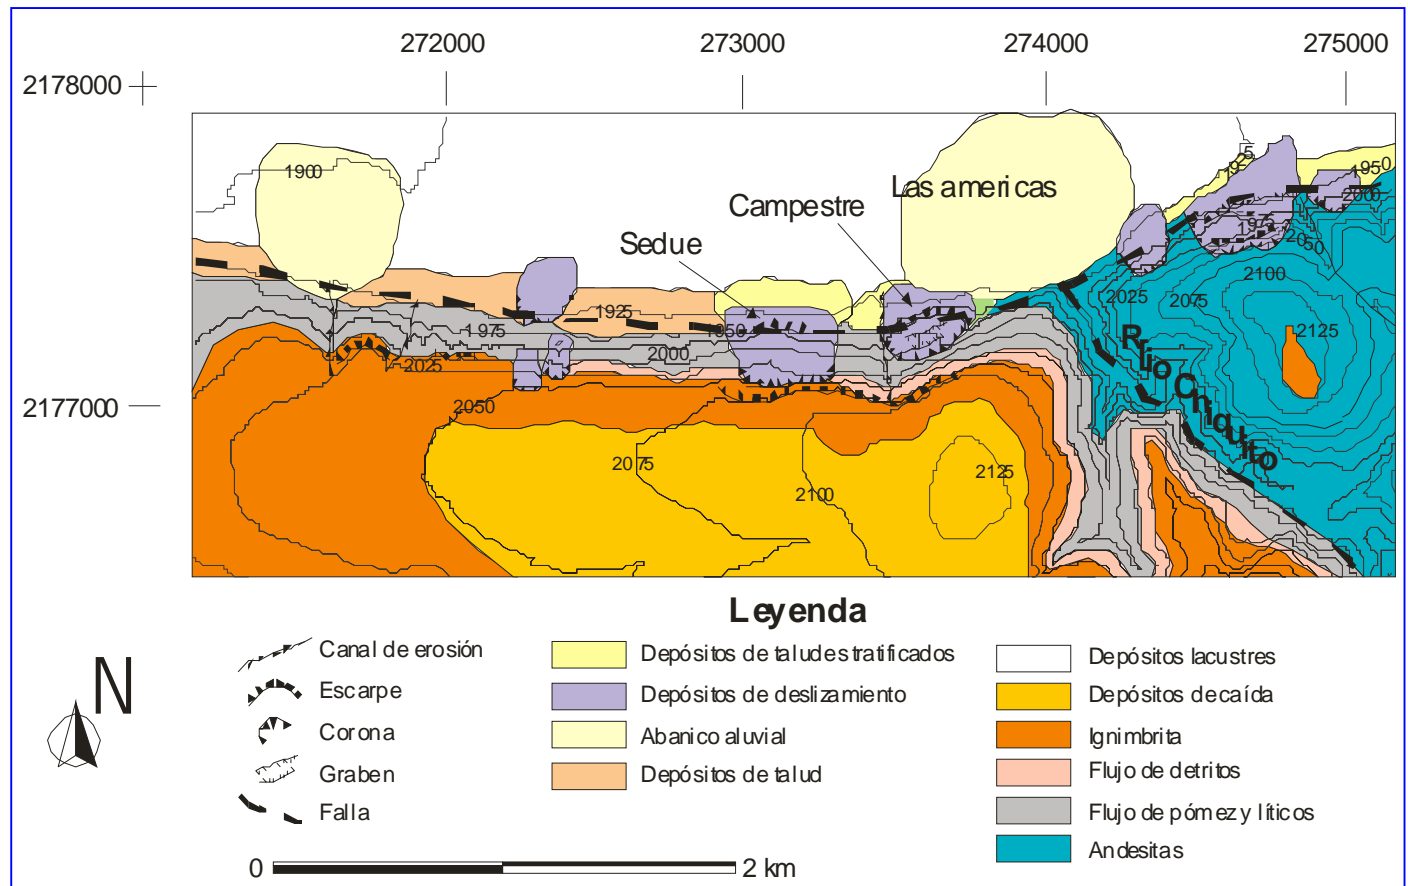 272000 273000 274000 275000
2178000
1900
Las americas
Campestre
Sedue
1925
1950
2000
1975
2050
2100
2025 2075
2125
1925
1975
1950
2000
2025
2050
2177000
2075
2100
2125
Rio Chiquito
Leyenda
Canal de erosión
Escarpe
Corona
Graben
Falla
Depósitos de talud estratificados
Depósitos de deslizamiento
Abanico aluvial
Depósitos de talud
Depósitos lacustres
Depósitos de caída
Ignimbrita
Flujo de detritos
Flujo de pómez y líticos
Andesitas
N
0 2 km